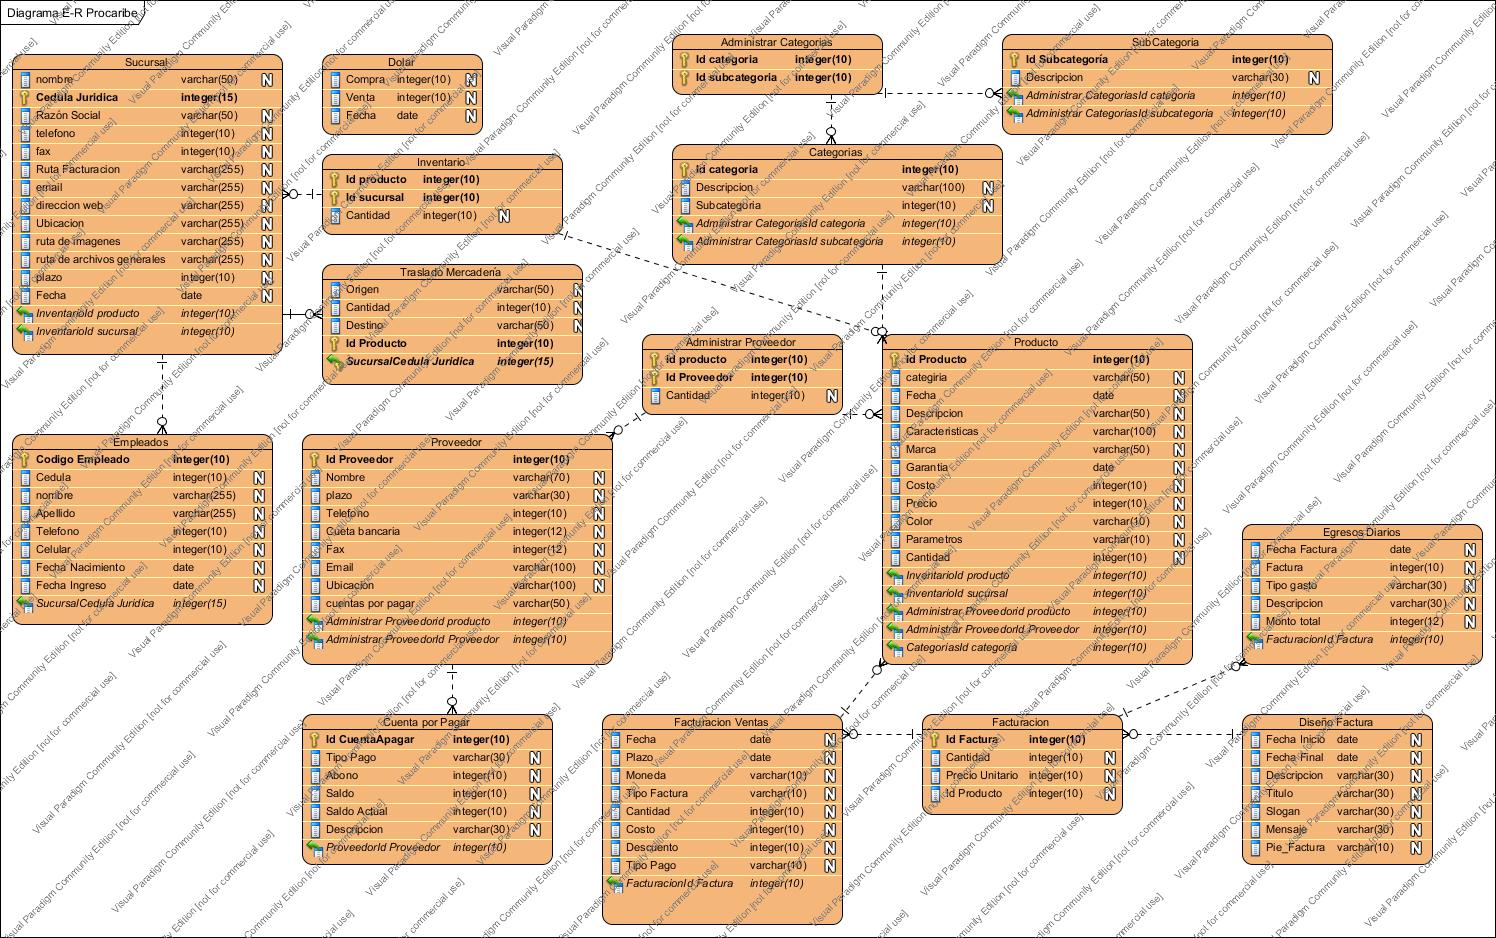 Diagrama E-R Procaribe
Sucursal
nombre varchar(50) N
Cedula Juridica integer(15)
Razón Social varchar(50) N
telefono integer(10) N
fax integer(10) N
Ruta Facturacion varchar(255) N
email varchar(255) N
direccion web varchar(255) N
Ubicacion varchar(255) N
ruta de imagenes varchar(255) N
ruta de archivos generales varchar(255) N
plazo integer(10) N
Fecha date N
InventarioId producto integer(10)
InventarioId sucursal integer(10)
Dolar
Compra integer(10) N
Venta integer(10) N
Fecha date N
Inventario
Id producto integer(10)
Id sucursal integer(10)
Cantidad integer(10) N
Traslado Mercaderia
Origen varchar(50) N
Cantidad integer(10) N
Destino varchar(50) N
Id Producto integer(10)
SucursalCedula Juridica integer(15)
Administrar Categorias
Id categoria integer(10)
Id subcategoria integer(10)
SubCategoria
Id Subcategoria integer(10)
Descripcion varchar(30) N
Administrar CategoriasId categoria integer(10)
Administrar CategoriasId subcategoria integer(10)
Categorias
Id categoria integer(10)
Descripcion varchar(100) N
Subcategoria integer(10) N
Administrar CategoriasId categoria integer(10)
Administrar CategoriasId subcategoria integer(10)
Administrar Proveedor
id producto integer(10)
Id Proveedor integer(10)
Cantidad integer(10) N
Producto
Id Producto integer(10)
categiria varchar(50) N
Fecha date N
Descripcion varchar(50) N
Caracteristicas varchar(100) N
Marca varchar(50) N
Garantia date N
Costo integer(10) N
Precio integer(10) N
Color varchar(10) N
Parametros varchar(10) N
Cantidad integer(10) N
InventarioId producto integer(10)
InventarioId sucursal integer(10)
Administrar Proveedorid producto integer(10)
Administrar ProveedorId Proveedor integer(10)
CategoriasId categoria integer(10)
Empleados
Codigo Empleado integer(10)
Cedula integer(10) N
nombre varchar(255) N
Apellido varchar(255) N
Telefono integer(10) N
Celular integer(10) N
Fecha Nacimiento date N
Fecha Ingreso date N
SucursalCedula Juridica integer(15)
Proveedor
Id Proveedor integer(10)
Nombre varchar(70) N
plazo varchar(30) N
Telefono integer(10) N
Cueta bancaria integer(12) N
Fax integer(12) N
Email varchar(100) N
Ubicacion varchar(100) N
cuentas por pagar varchar(50)
Administrar Proveedorid producto integer(10)
Administrar ProveedorId Proveedor integer(10)
Egresos Diarios
Fecha Factura date N
Factura integer(10) N
Tipo gasto varchar(30) N
Descripcion varchar(30) N
Monto total integer(12) N
FacturacionId Factura integer(10)
Cuenta por Pagar
Id CuentaApagar integer(10)
Tipo Pago varchar(30) N
Abono integer(10) N
Saldo integer(10) N
Saldo Actual integer(10) N
Descripcion varchar(30) N
ProveedorId Proveedor integer(10)
Facturacion Ventas
Fecha date N
Plazo date N
Moneda varchar(10) N
Tipo Factura varchar(10) N
Cantidad integer(10) N
Costo integer(10) N
Descuento integer(10) N
Tipo Pago varchar(10) N
FacturacionId Factura integer(10)
Facturacion
Id Factura integer(10)
Cantidad integer(10) N
Precio Unitario integer(10) N
Id Producto integer(10) N
Diseño Factura
Fecha Inicio date N
Fecha Final date N
Descripcion varchar(30) N
Titulo varchar(30) N
Slogan varchar(30) N
Mensaje varchar(30) N
Pie_Factura varchar(10) N
Visual Paradigm Community Edition [not for commercial use]